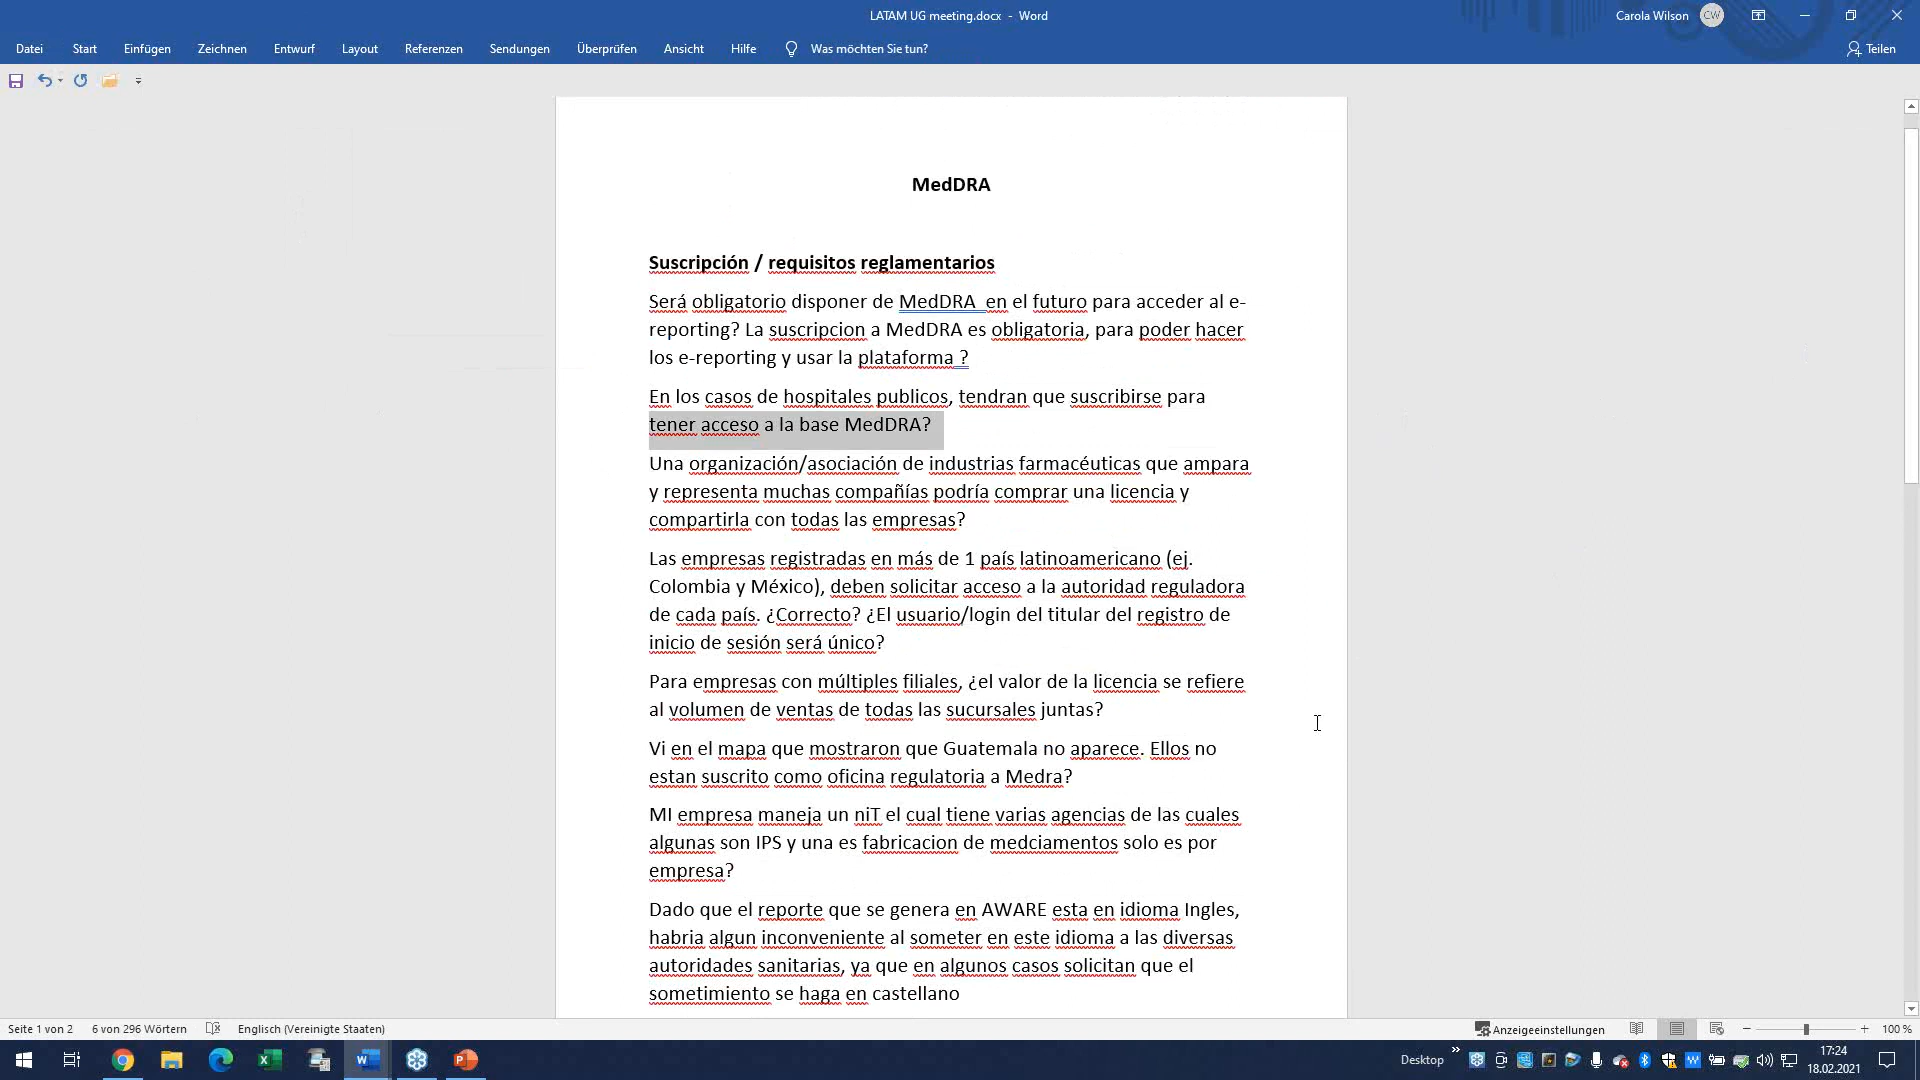 LATAM UG meeting.docx - Word
Carola Wilson
CW
Datei Start Einfügen Zeichnen Entwurf Layout Referenzen Sendungen Überprüfen Ansicht Hilfe Was möchten Sie tun? Teilen
MedDRA
Suscripción / requisitos reglamentarios
Será obligatorio disponer de MedDRA en el futuro para acceder al e-
reporting? La suscripcion a MedDRA es obligatoria, para poder hacer
los e-reporting y usar la plataforma ?
En los casos de hospitales publicos, tendran que suscribirse para
tener acceso a la base MedDRA?
Una organización/asociación de industrias farmacéuticas que ampara
y representa muchas compañías podría comprar una licencia y
compartirla con todas las empresas?
Las empresas registradas en más de 1 país latinoamericano (ej.
Colombia y México), deben solicitar acceso a la autoridad reguladora
de cada país. ¿Correcto? ¿El usuario/login del titular del registro de
inicio de sesión será único?
Para empresas con múltiples filiales, ¿el valor de la licencia se refiere
al volumen de ventas de todas las sucursales juntas?
Vi en el mapa que mostraron que Guatemala no aparece. Ellos no
estan suscrito como oficina regulatoria a Medra?
MI empresa maneja un niT el cual tiene varias agencias de las cuales
algunas son IPS y una es fabricacion de medciamentos solo es por
empresa?
Dado que el reporte que se genera en AWARE esta en idioma Ingles,
habria algun inconveniente al someter en este idioma a las diversas
autoridades sanitarias, ya que en algunos casos solicitan que el
sometimiento se haga en castellano
Seite 1 von 2 6 von 296 Wörtern Englisch (Vereinigte Staaten) Anzeigeeinstellungen 100 %
Desktop
17:24
18.02.2021